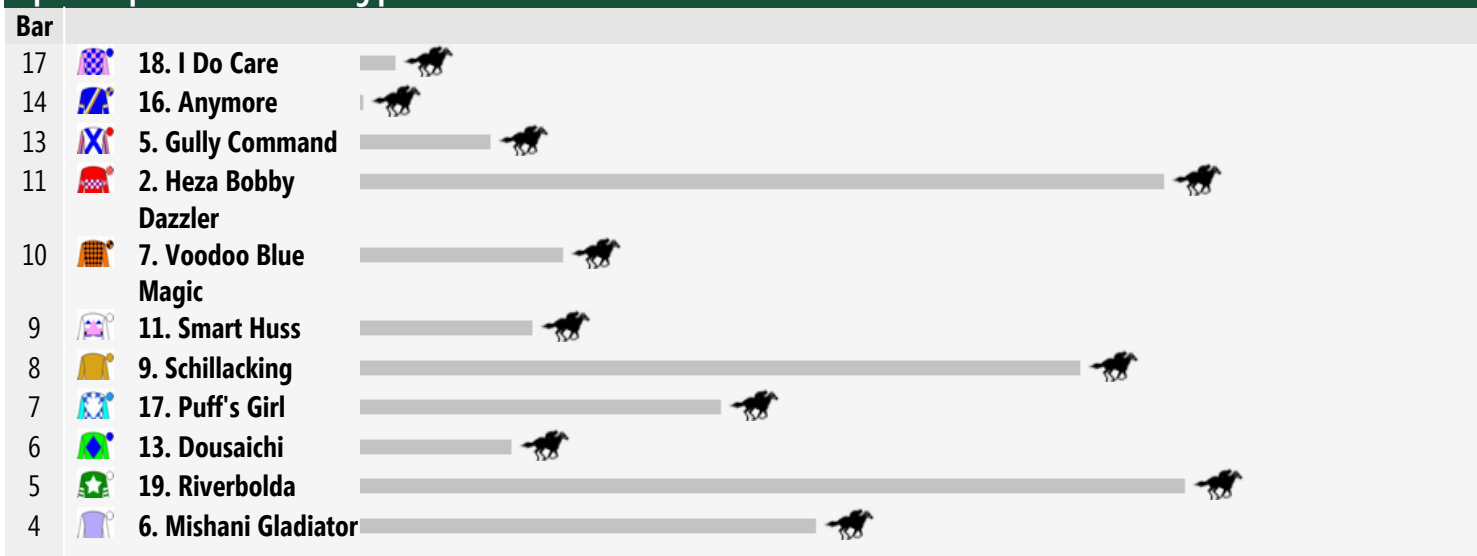 Bar
17 18. I Do Care
14 16. Anymore
13 5. Gully Command
11 2. Heza Bobby
Dazzler
10 7. Voodoo Blue
Magic
9 11. Smart Huss
8 9. Schillacking
7 17. Puff's Girl
6 13. Dousaichi
5 19. Riverbolda
4 6. Mishani Gladiator